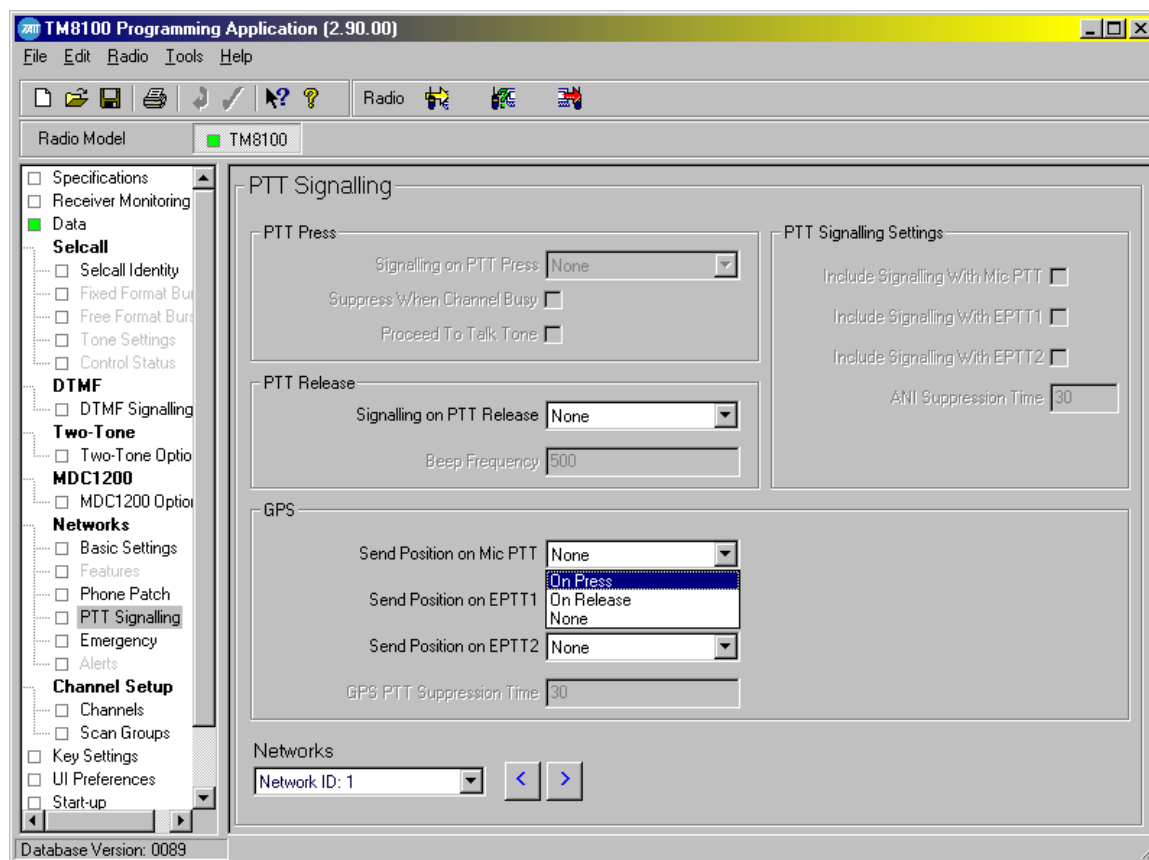 TAIT TM8100 Programming Application (2.90.00)
File Edit Radio Tools Help
Radio
Radio Model
TM8100
Specifications
Receiver Monitoring
Data
Selcall
Selcall Identity
Fixed Format Bur
Free Format Burs
Tone Settings
Control Status
DTMF
DTMF Signalling
Two-Tone
Two-Tone Optio
MDC1200
MDC1200 Option
Networks
Basic Settings
Features
Phone Patch
PTT Signalling
Emergency
Alerts
Channel Setup
Channels
Scan Groups
Key Settings
UI Preferences
Start-up
PTT Signalling
PTT Press
Signalling on PTT Press None
Suppress When Channel Busy
Proceed To Talk Tone
PTT Release
Signalling on PTT Release None
Beep Frequency 500
PTT Signalling Settings
Include Signalling With Mic PTT
Include Signalling With EPTT1
Include Signalling With EPTT2
ANI Suppression Time 30
GPS
Send Position on Mic PTT None
On Press
Send Position on EPTT1 On Release
None
Send Position on EPTT2 None
GPS PTT Suppression Time 30
Networks
Network ID: 1
< >
Database Version: 0089